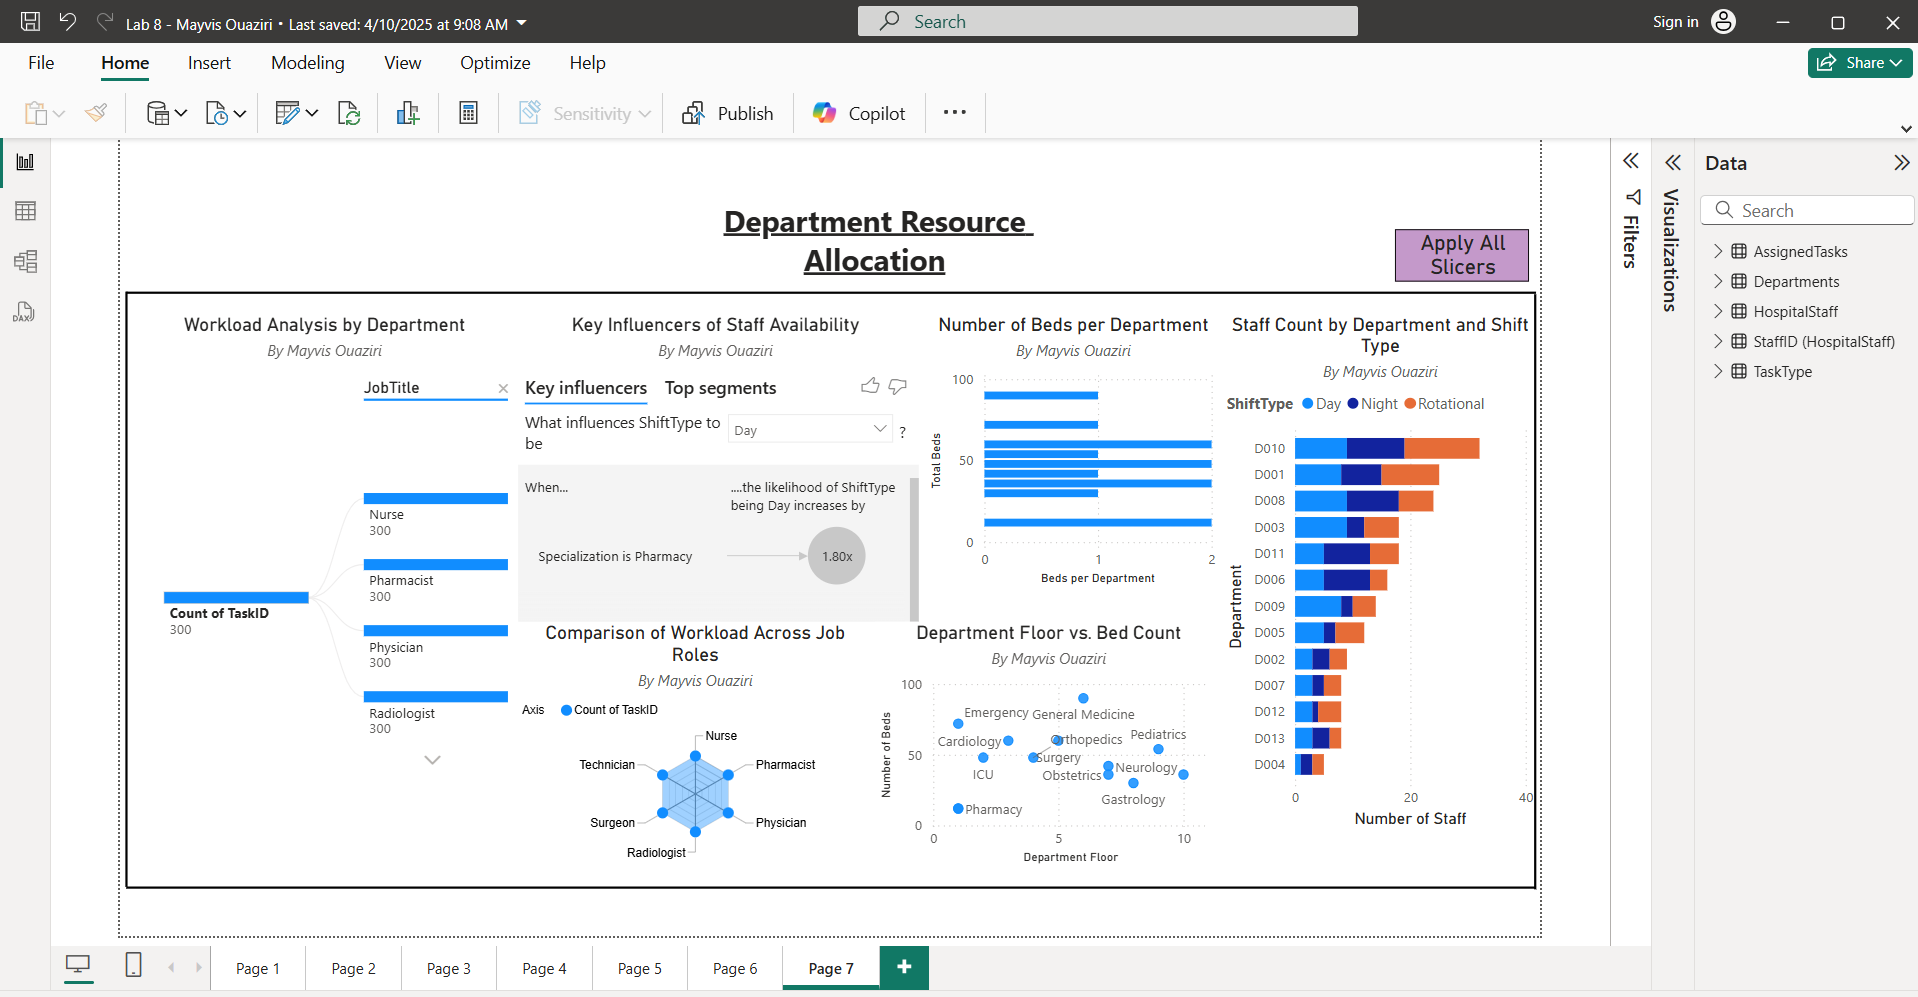 Lab 8 - Mayvis Ouaziri • Last saved: 4/10/2025 at 9:08 AM
Search
Sign in
File
Home
Insert
Modeling
View
Optimize
Help
Share
Sensitivity
Publish
Copilot
DAX
Department Resource
Allocation
Apply All
Slicers
Workload Analysis by Department
By Mayvis Ouaziri
JobTitle
Count of TaskID
300
Nurse
300
Pharmacist
300
Physician
300
Radiologist
300
Key Influencers of Staff Availability
By Mayvis Ouaziri
Key influencers
Top segments
What influences ShiftType to
be
Day
?
When...
....the likelihood of ShiftType
being Day increases by
Specialization is Pharmacy
1.80x
Comparison of Workload Across Job
Roles
By Mayvis Ouaziri
Axis
Count of TaskID
Nurse
Technician
Pharmacist
Surgeon
Physician
Radiologist
Number of Beds per Department
By Mayvis Ouaziri
Total Beds
100
50
0
0
1
2
Beds per Department
Department Floor vs. Bed Count
By Mayvis Ouaziri
Number of Beds
100
50
0
Emergency
General Medicine
Cardiology
Orthopedics
Pediatrics
Surgery
ICU
Obstetrics
Neurology
Gastrology
Pharmacy
0
5
10
Department Floor
Staff Count by Department and Shift
Type
By Mayvis Ouaziri
ShiftType
Day
Night
Rotational
Department
D010
D001
D008
D003
D011
D006
D009
D005
D002
D007
D012
D013
D004
0
20
40
Number of Staff
Filters
Visualizations
Data
Search
AssignedTasks
Departments
HospitalStaff
StaffID (HospitalStaff)
TaskType
Page 1
Page 2
Page 3
Page 4
Page 5
Page 6
Page 7